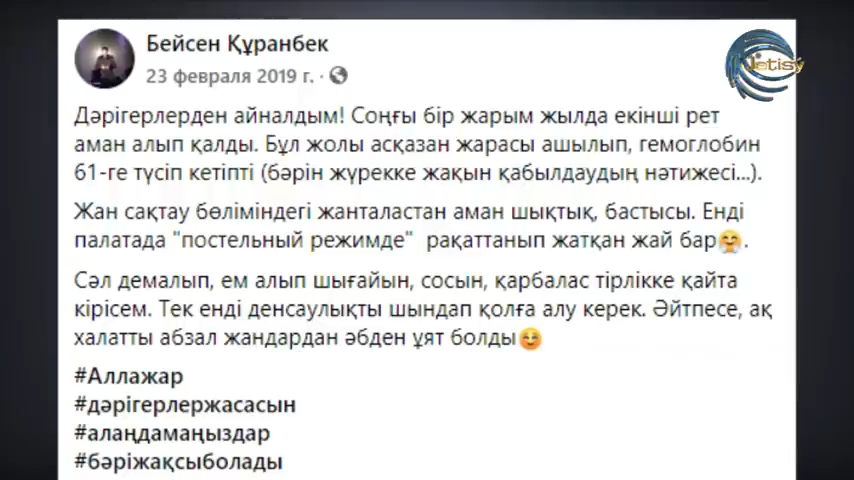 Бейсен Құранбек
23 февраля 2019 г. ·
Jetisý
Дәрігерлерден айналдым! Соңғы бір жарым жылда екінші рет
аман алып қалды. Бұл жолы асқазан жарасы ашылып, гемоглобин
61-ге түсіп кетіпті (бәрін жүрекке жақын қабылдаудың нәтижесі...).
Жан сақтау бөліміндегі жанталастан аман шықтық, бастысы. Енді
палатада "постельный режимде" рақаттанып жатқан жай бар🤗.
Сәл демалып, ем алып шығайын, сосын, қарбалас тірлікке қайта
кірісем. Тек енді денсаулықты шындап қолға алу керек. Әйтпесе, ақ
халатты абзал жандардан әбден ұят болды☺️
#Аллажар
#дәрігерлержасасын
#алаңдамаңыздар
#бәріжақсыболады